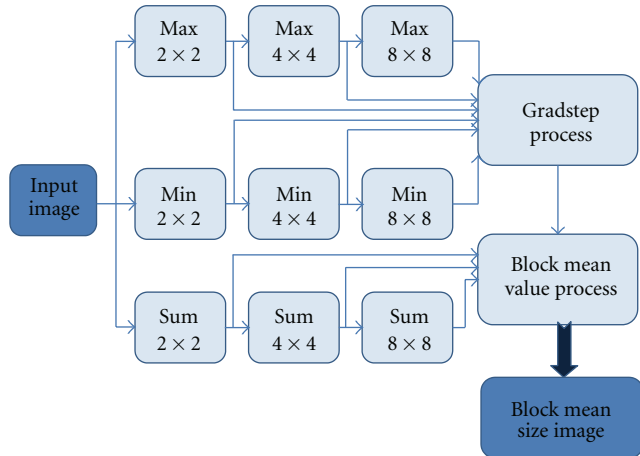 Max
2 × 2
Max
4 × 4
Max
8 × 8
Gradstep
process
Input
image
Min
2 × 2
Min
4 × 4
Min
8 × 8
Block mean
value process
Sum
2 × 2
Sum
4 × 4
Sum
8 × 8
Block mean
size image